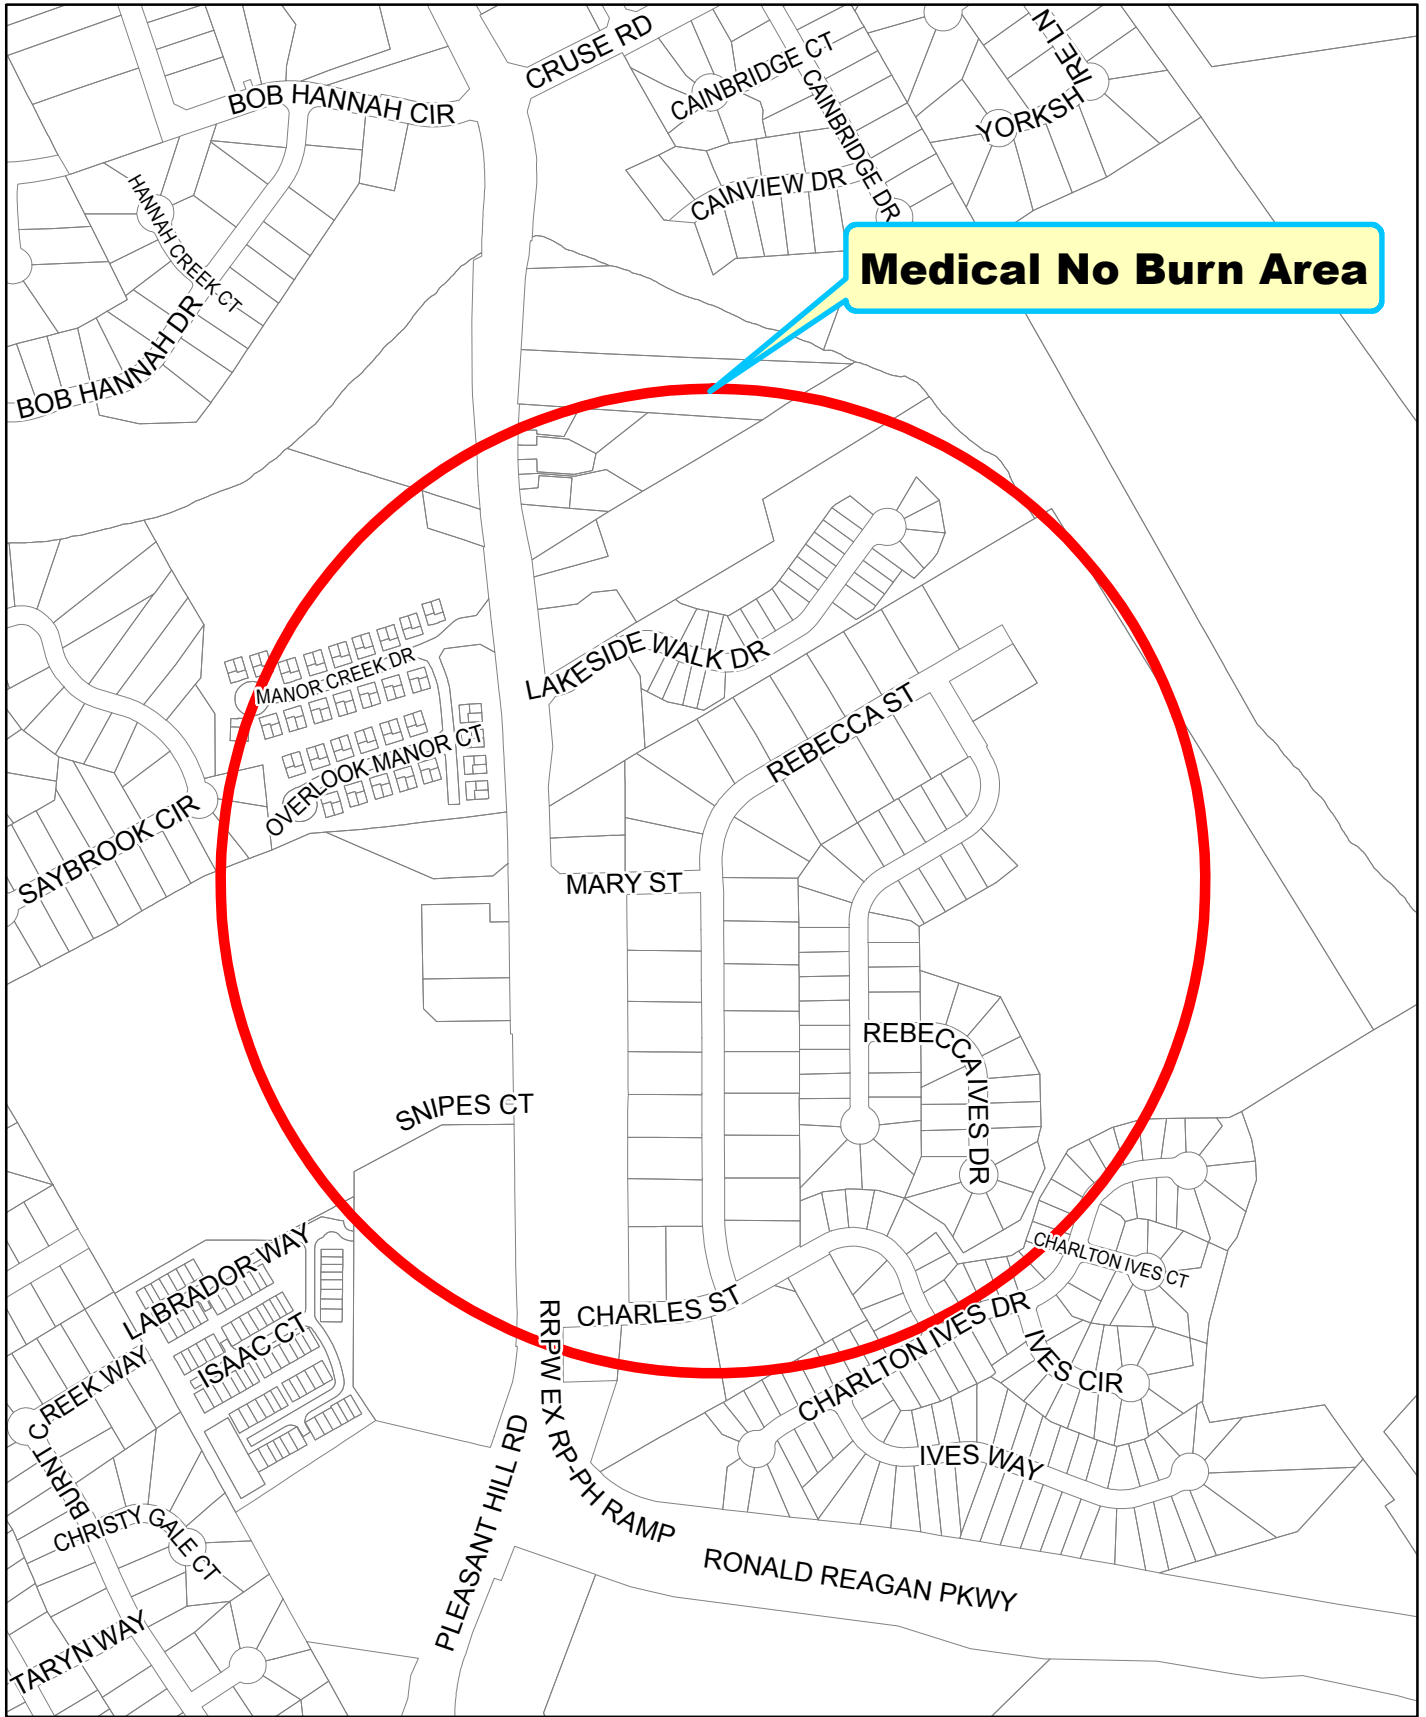 CRUSE RD
BOB HANNAH CIR
CAINBRIDGE CT
CAINBRIDGE DR
YORKSHIRE LN
CAINVIEW DR
HANNAH CREEK CT
BOB HANNAH DR
Medical No Burn Area
LAKESIDE WALK DR
MANOR CREEK DR
REBECCA ST
OVERLOOK MANOR CT
SAYBROOK CIR
MARY ST
REBECCA IVES DR
SNIPES CT
LABRADOR WAY
CHARLTON IVES CT
CHARLES ST
ISAAC CT
CHARLTON IVES DR
IVES CIR
RRPW EX RP-PH RAMP
BURNT CREEK WAY
PLEASANT HILL RD
IVES WAY
CHRISTY GALE CT
RONALD REAGAN PKWY
TARYN WAY